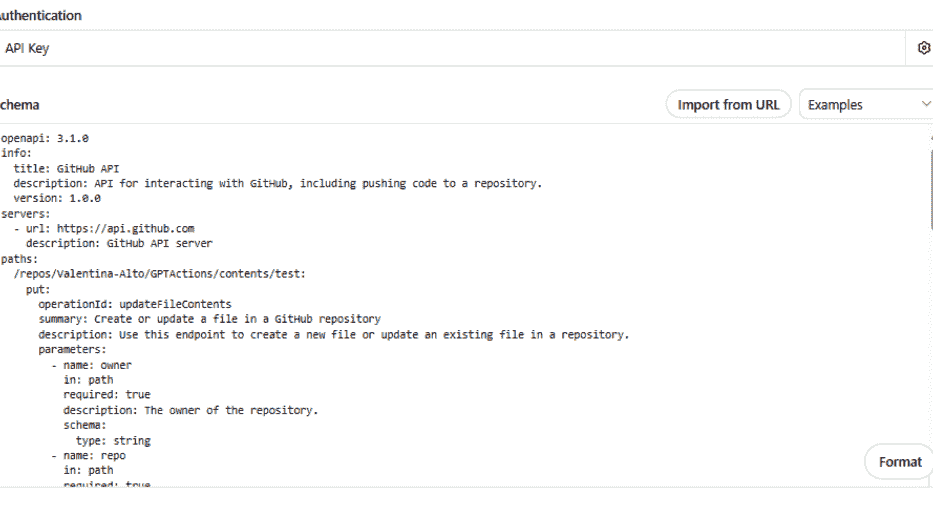 uthentication
API Key
chema
Import from URL
Examples
openapi: 3.1.0
info:
  title: GitHub API
  description: API for interacting with GitHub, including pushing code to a repository.
  version: 1.0.0
servers:
  - url: https://api.github.com
    description: GitHub API server
paths:
  /repos/Valentina-Alto/GPTActions/contents/test:
    put:
      operationId: updateFileContents
      summary: Create or update a file in a GitHub repository
      description: Use this endpoint to create a new file or update an existing file in a repository.
      parameters:
        - name: owner
          in: path
          required: true
          description: The owner of the repository.
          schema:
            type: string
        - name: repo
          in: path
          required: true
Format